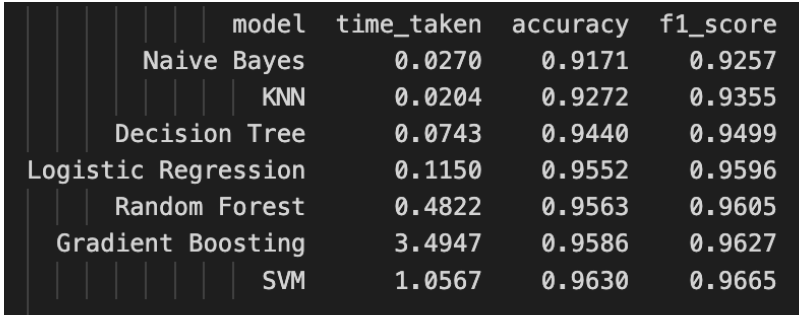 model time_taken accuracy f1_score
Naive Bayes 0.0270 0.9171 0.9257
KNN 0.0204 0.9272 0.9355
Decision Tree 0.0743 0.9440 0.9499
Logistic Regression 0.1150 0.9552 0.9596
Random Forest 0.4822 0.9563 0.9605
Gradient Boosting 3.4947 0.9586 0.9627
SVM 1.0567 0.9630 0.9665